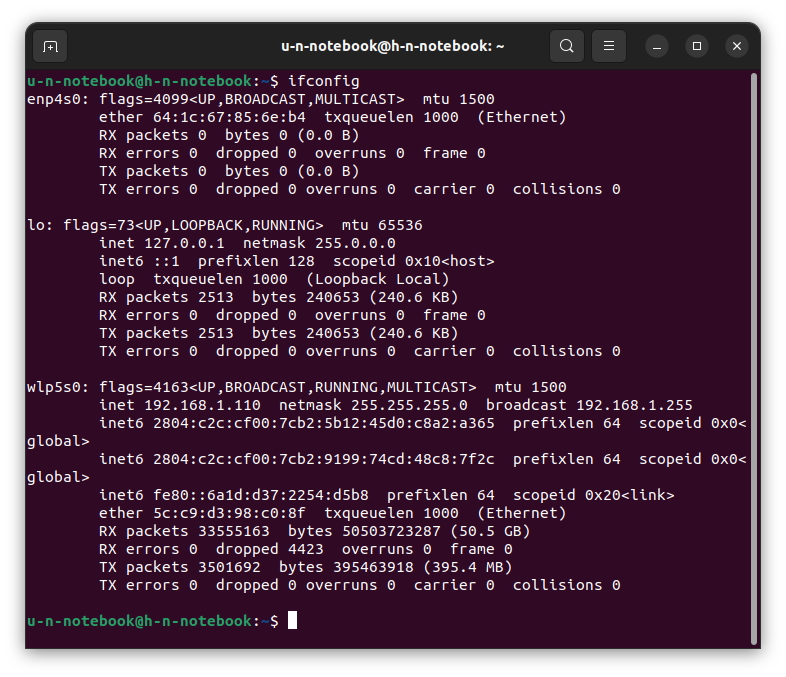 u-n-notebook@h-n-notebook: ~
u-n-notebook@h-n-notebook:~$ ifconfig
enp4s0: flags=4099<UP,BROADCAST,MULTICAST>  mtu 1500
        ether 64:1c:67:85:6e:b4  txqueuelen 1000  (Ethernet)
        RX packets 0  bytes 0 (0.0 B)
        RX errors 0  dropped 0  overruns 0  frame 0
        TX packets 0  bytes 0 (0.0 B)
        TX errors 0  dropped 0 overruns 0  carrier 0  collisions 0

lo: flags=73<UP,LOOPBACK,RUNNING>  mtu 65536
        inet 127.0.0.1  netmask 255.0.0.0
        inet6 ::1  prefixlen 128  scopeid 0x10<host>
        loop  txqueuelen 1000  (Loopback Local)
        RX packets 2513  bytes 240653 (240.6 KB)
        RX errors 0  dropped 0  overruns 0  frame 0
        TX packets 2513  bytes 240653 (240.6 KB)
        TX errors 0  dropped 0 overruns 0  carrier 0  collisions 0

wlp5s0: flags=4163<UP,BROADCAST,RUNNING,MULTICAST>  mtu 1500
        inet 192.168.1.110  netmask 255.255.255.0  broadcast 192.168.1.255
        inet6 2804:c2c:cf00:7cb2:5b12:45d0:c8a2:a365  prefixlen 64  scopeid 0x0<
global>
        inet6 2804:c2c:cf00:7cb2:9199:74cd:48c8:7f2c  prefixlen 64  scopeid 0x0<
global>
        inet6 fe80::6a1d:d37:2254:d5b8  prefixlen 64  scopeid 0x20<link>
        ether 5c:c9:d3:98:c0:8f  txqueuelen 1000  (Ethernet)
        RX packets 33555163  bytes 50503723287 (50.5 GB)
        RX errors 0  dropped 4423  overruns 0  frame 0
        TX packets 3501692  bytes 395463918 (395.4 MB)
        TX errors 0  dropped 0 overruns 0  carrier 0  collisions 0

u-n-notebook@h-n-notebook:~$